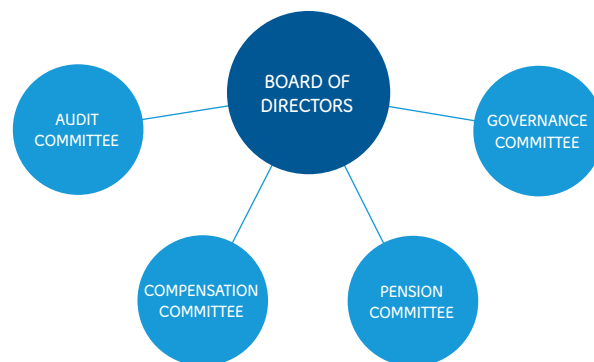 BOARD OF
DIRECTORS
AUDIT
COMMITTEE
GOVERNANCE
COMMITTEE
COMPENSATION
COMMITTEE
PENSION
COMMITTEE